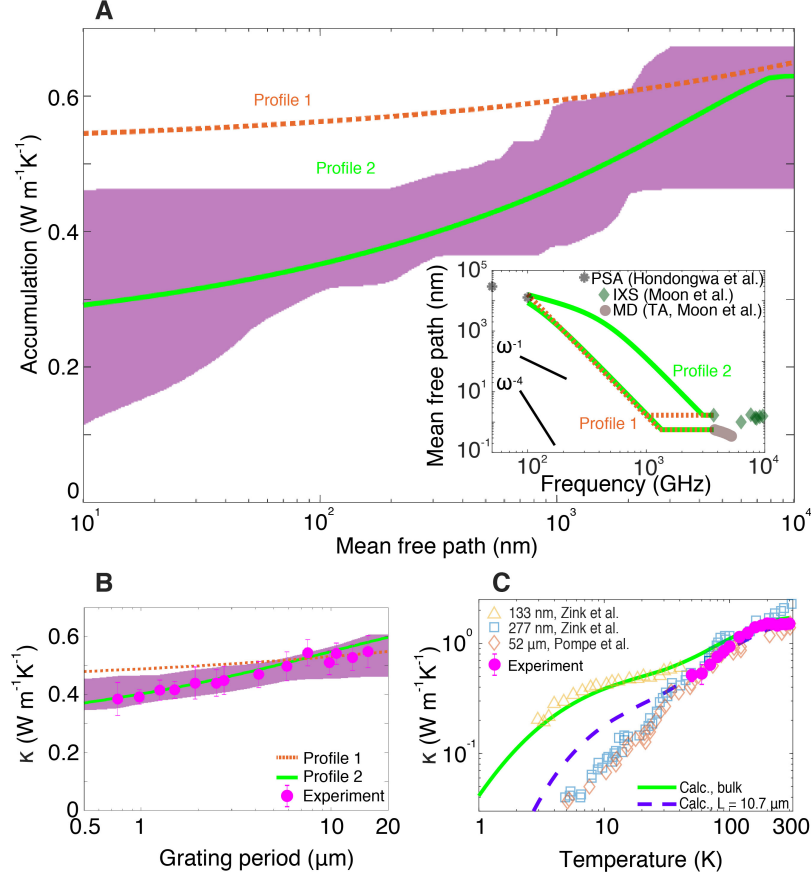 A
Accumulation (W m⁻¹K⁻¹)
0.6
0.4
0.2
0
Profile 1
Profile 2
10¹
10²
10³
10⁴
Mean free path (nm)
Mean free path (nm)
10⁵
10³
10¹
10⁻¹
PSA (Hondongwa et al.)
IXS (Moon et al.)
MD (TA, Moon et al.)
ω⁻¹
ω⁻⁴
Profile 2
Profile 1
10²
10³
10⁴
Frequency (GHz)
B
κ (W m⁻¹K⁻¹)
0.6
0.4
0.2
0
Profile 1
Profile 2
Experiment
0.5
1
10
20
Grating period (μm)
C
κ (W m⁻¹K⁻¹)
10⁰
10⁻¹
133 nm, Zink et al.
277 nm, Zink et al.
52 μm, Pompe et al.
Experiment
Calc., bulk
Calc., L = 10.7 μm
1
10
100
300
Temperature (K)